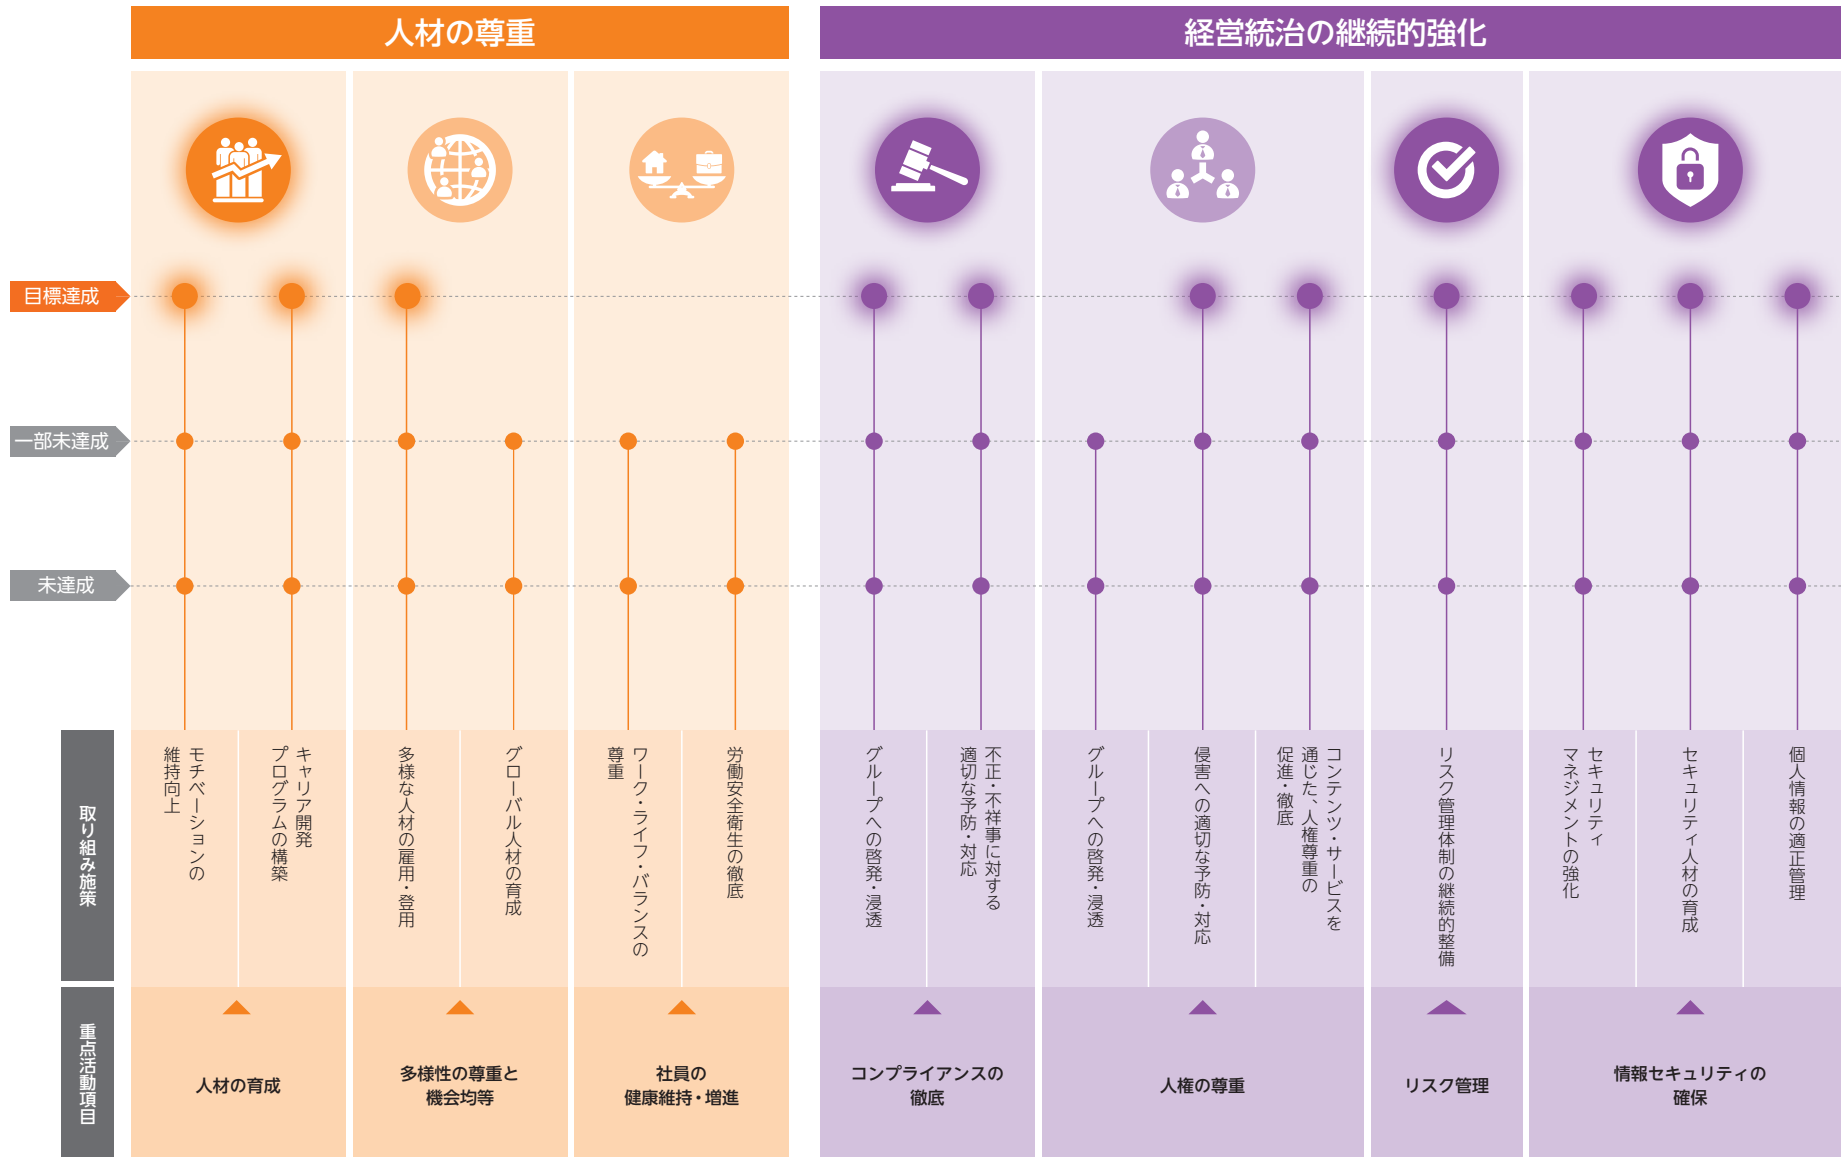 人材の尊重
経営統治の継続的強化
目標達成
一部未達成
未達成
取り組み施策
モチベーションの
維持向上
キャリア開発
プログラムの構築
多様な人材の雇用・登用
グローバル人材の育成
ワーク・ライフ・バランスの
尊重
労働安全衛生の徹底
グループへの啓発・浸透
不正・不祥事に対する
適切な予防・対応
グループへの啓発・浸透
侵害への適切な予防・対応
コンテンツ・サービスを
通じた、人権尊重の
促進・徹底
リスク管理体制の継続的整備
セキュリティ
マネジメントの強化
セキュリティ人材の育成
個人情報の適正管理
重点活動項目
人材の育成
多様性の尊重と
機会均等
社員の
健康維持・増進
コンプライアンスの
徹底
人権の尊重
リスク管理
情報セキュリティの
確保